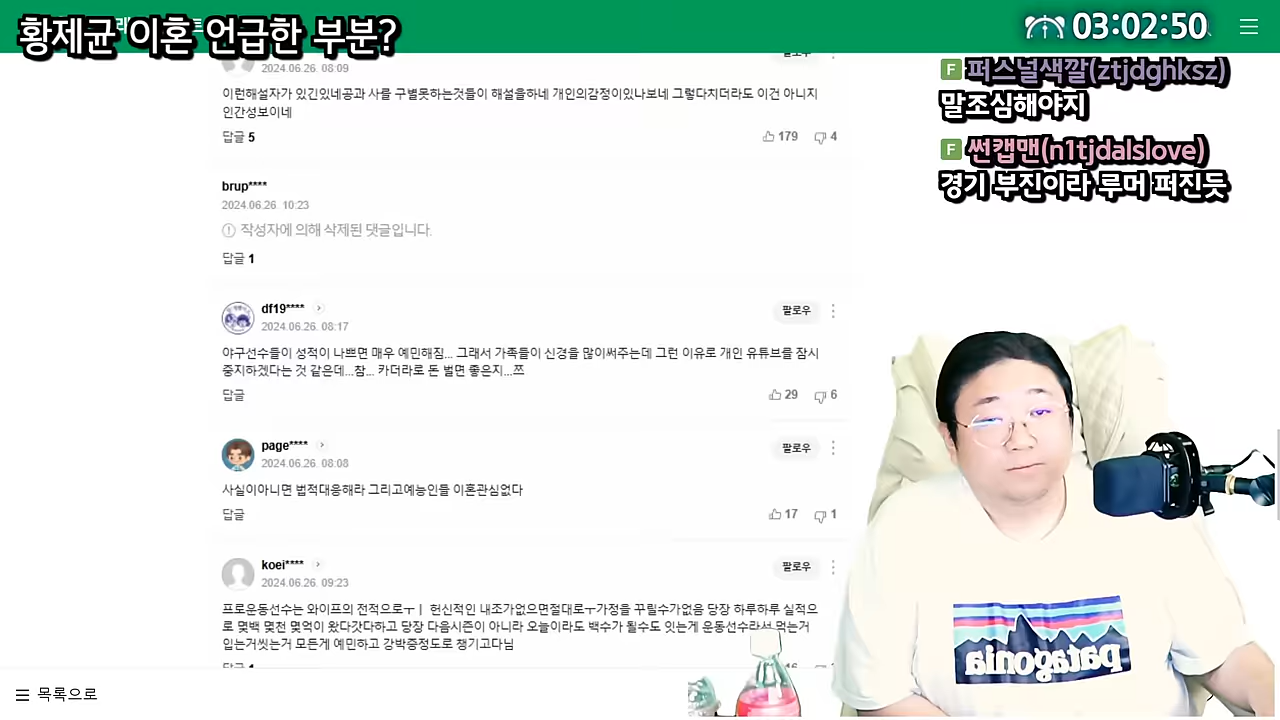 황제균 이혼 언급한 부분?
03:02:50
F 퍼스널색깔(ztjdghksz)
말조심해야지
F 썬캡맨(n1tjdalslove)
경기 부진이라 루머 퍼진듯
2024.06.26. 08:09
이런해설자가 있긴있네공과 사를 구별못하는것들이 해설을하네 개인의감정이있나보네 그렇다치더라도 이건 아니지
인간성보이네
답글 5
179 4
brup****
2024.06.26. 10:23
작성자에 의해 삭제된 댓글입니다.
답글 1
df19****
팔로우
2024.06.26. 08:17
야구선수들이 성적이 나쁘면 매우 예민해짐... 그래서 가족들이 신경을 많이써주는데 그런 이유로 개인 유튜브를 잠시
중지하겠다는 것 같은데...참... 카더라로 돈 벌면 좋은지...쯔
답글
29 6
page****
팔로우
2024.06.26. 08:08
사실이아니면 법적대응해라 그리고예능인들 이혼관심없다
답글
17 1
koei****
팔로우
2024.06.26. 09:23
프로운동선수는 와이프의 전적으로ㅜㅣ 헌신적인 내조가없으면절대로ㅜ가정을 꾸릴수가없음 당장 하루하루 실적으
로 몇백 몇천 몇억이 왔다갓다하고 당장 다음시즌이 아니라 오늘이라도 백수가 될수도 잇는게 운동선수라서 먹는거
입는거씻는거 모든게 예민하고 강박증정도로 챙기고다님
patagonia
목록으로